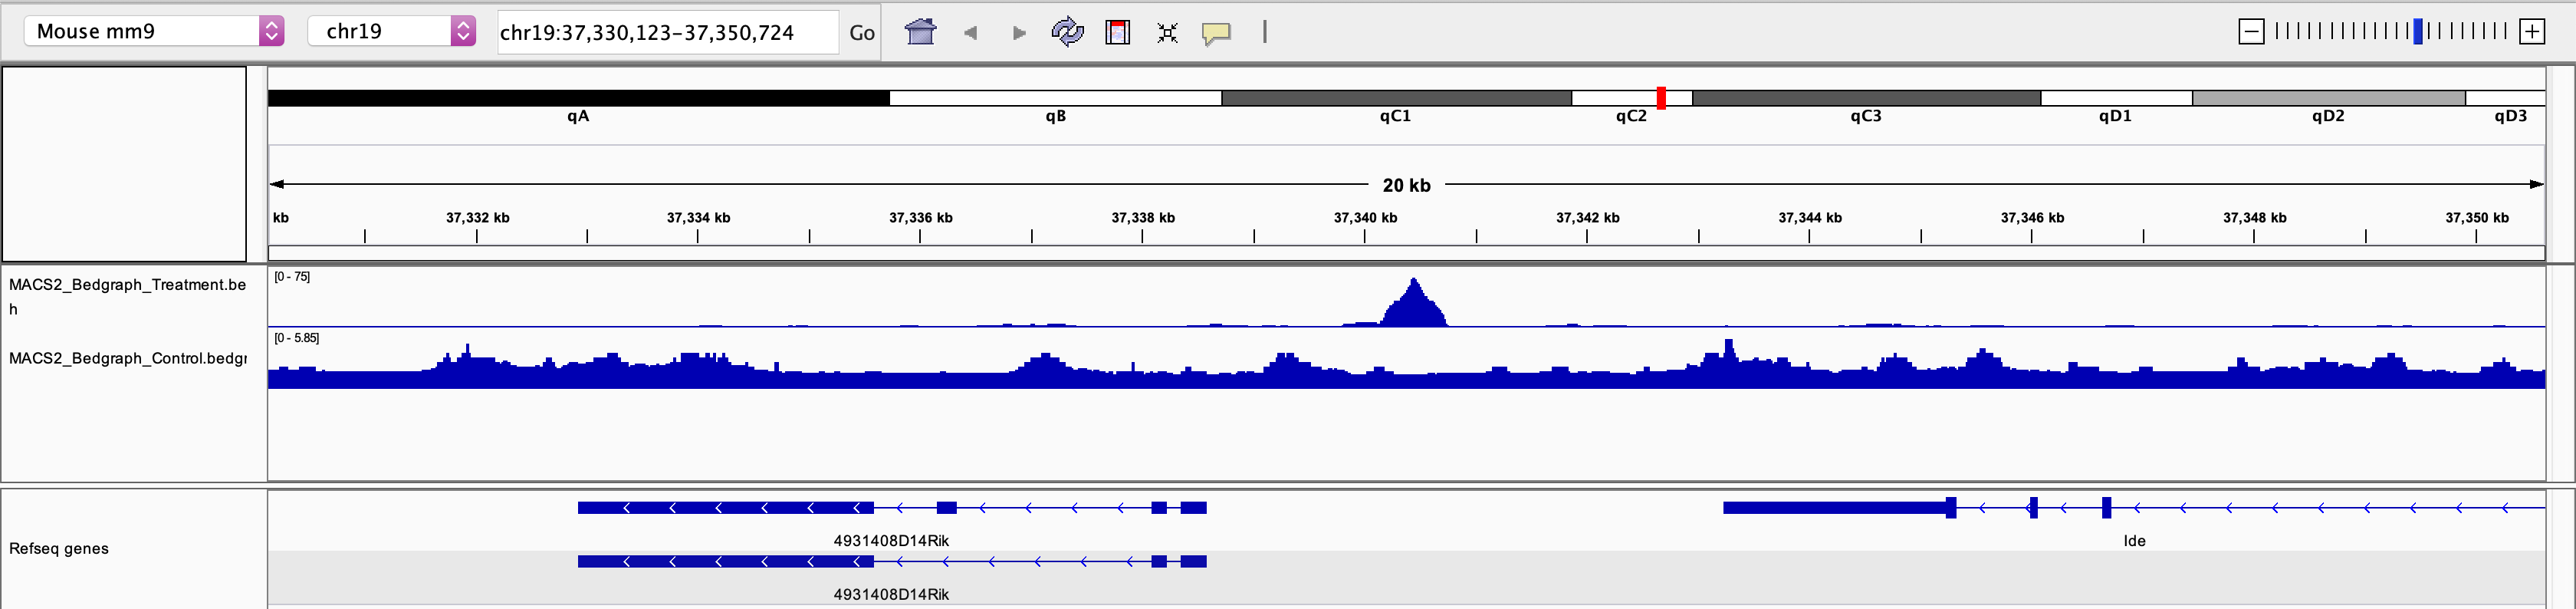 Mouse mm9 chr19 chr19:37,330,123-37,350,724 Go
qA qB qC1 qC2 qC3 qD1 qD2 qD3
20 kb
kb 37,332 kb 37,334 kb 37,336 kb 37,338 kb 37,340 kb 37,342 kb 37,344 kb 37,346 kb 37,348 kb 37,350 kb
[0 - 75]
MACS2_Bedgraph_Treatment.be
h
[0 - 5.85]
MACS2_Bedgraph_Control.bedgr
4931408D14Rik Ide
Refseq genes
4931408D14Rik